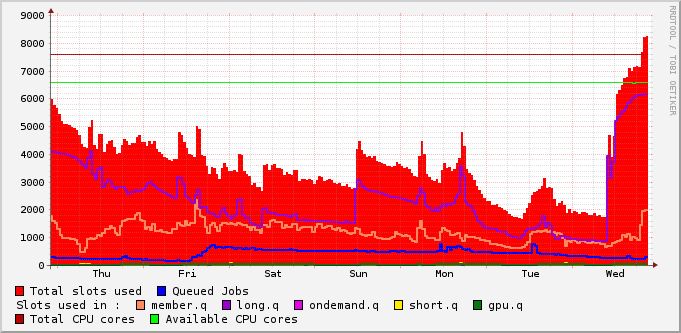 9000
8000
7000
6000
5000
4000
3000
2000
1000
0
Thu Fri Sat Sun Mon Tue Wed
RRDTOOL / TOBI OETIKER
Total slots used Queued Jobs
Slots used in : member.q long.q ondemand.q short.q gpu.q
Total CPU cores Available CPU cores